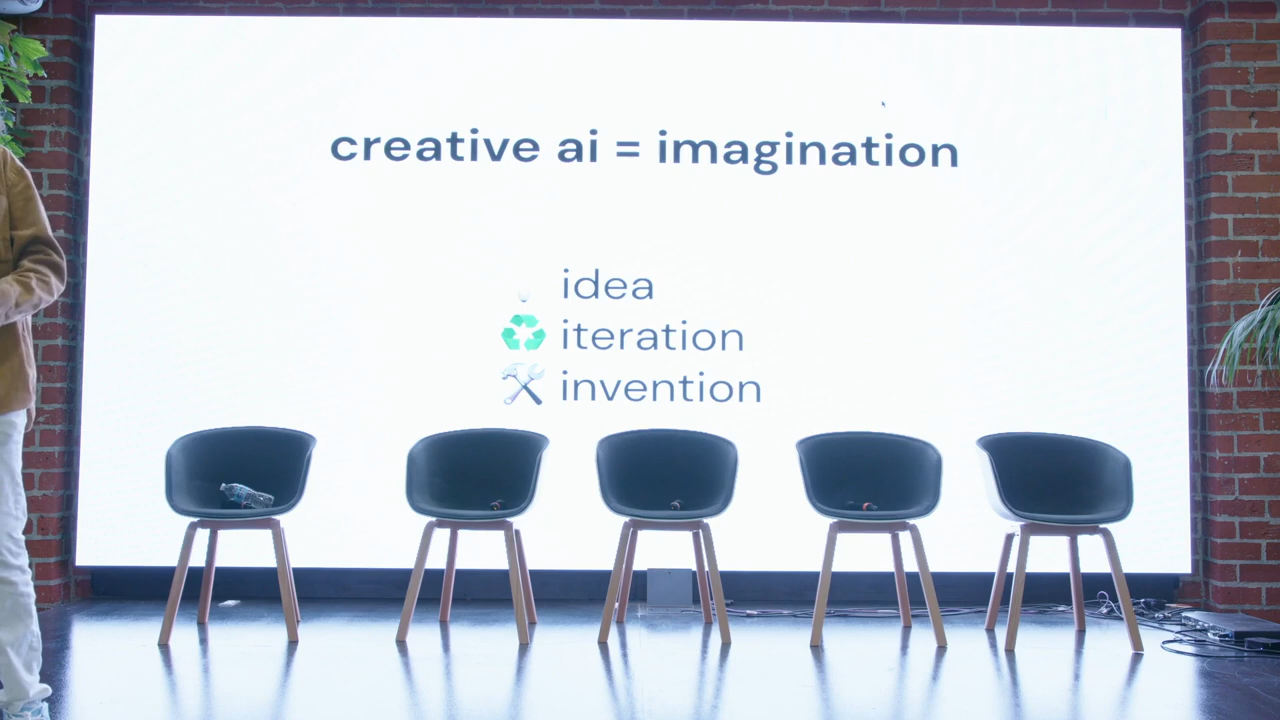 creative ai = imagination
idea
♻️ iteration
🛠️ invention